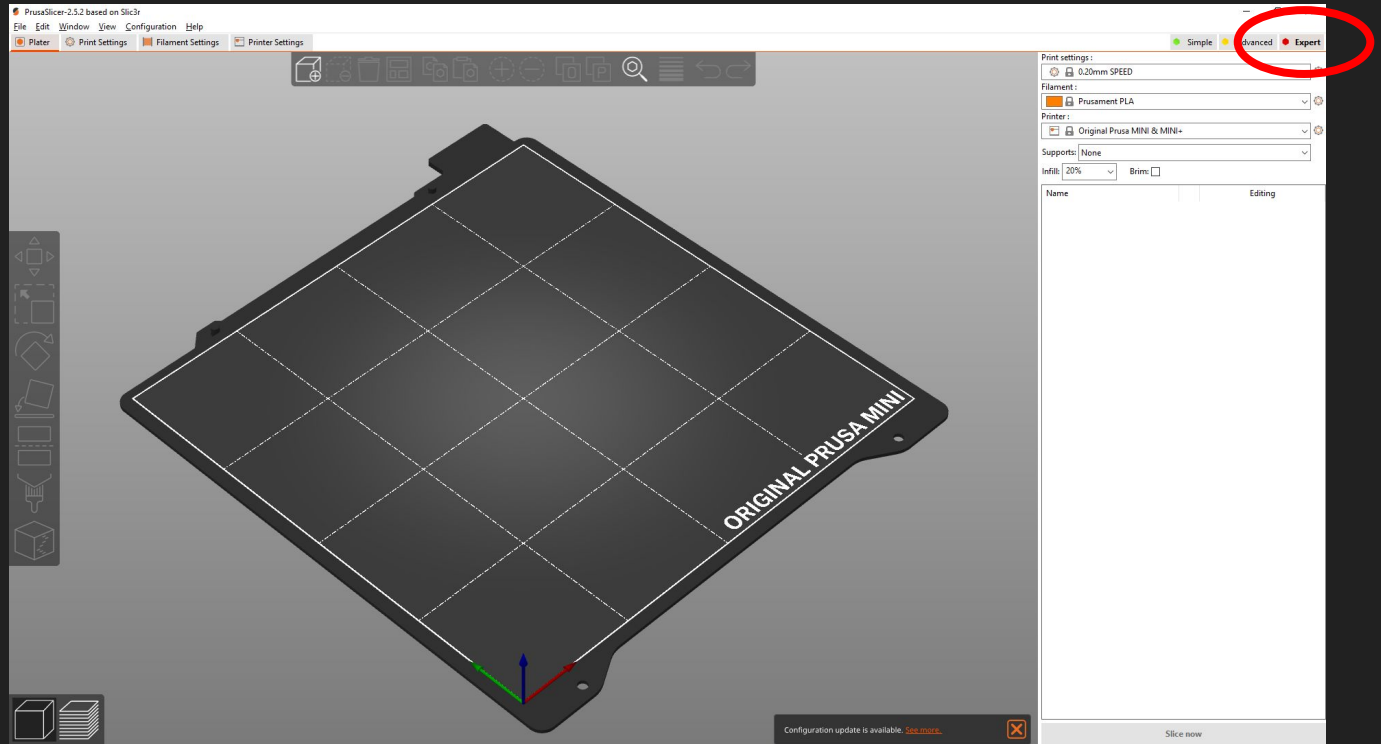 PrusaSlicer-2.5.2 based on Slic3r
File Edit Window View Configuration Help
Plater Print Settings Filament Settings Printer Settings
Simple Expert
Print settings :
0.20mm SPEED
Filament :
Prusament PLA
Printer :
Original Prusa MINI & MINI+
Supports: None
Infill: 20% Brim:
Name Editing
ORIGINAL PRUSA MINI
Configuration update is available. See more.
Slice now